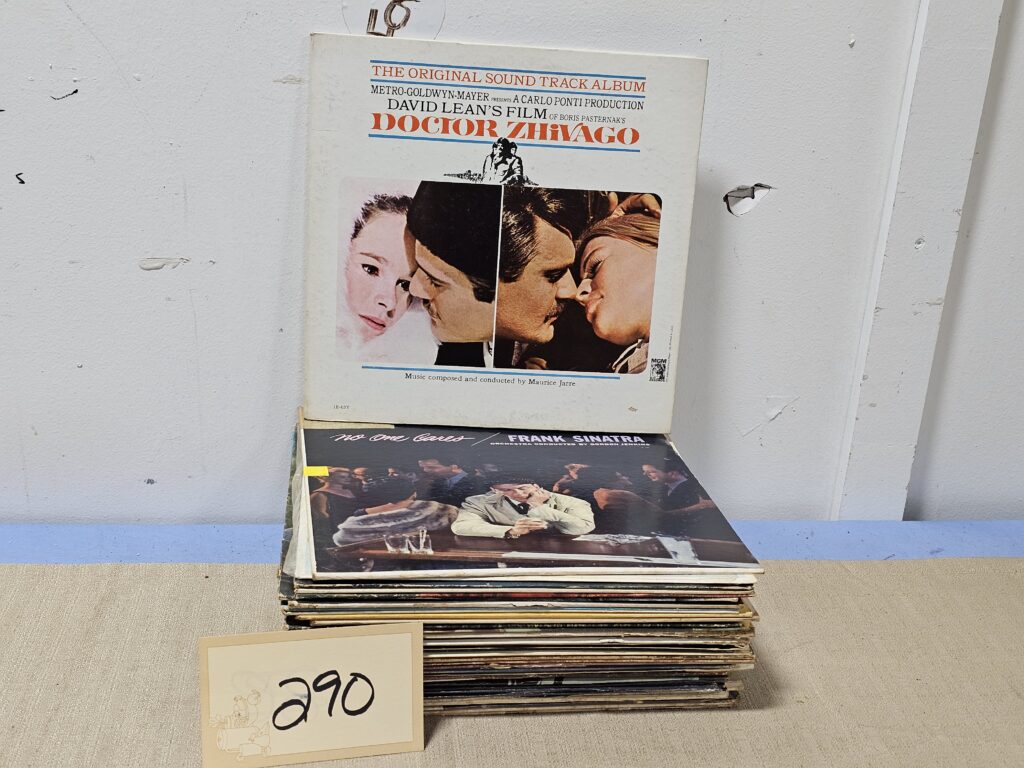 THE ORIGINAL SOUND TRACK ALBUM
METRO-GOLDWYN-MAYER PRESENTS A CARLO PONTI PRODUCTION
DAVID LEAN'S FILM OF BORIS PASTERNAK'S
DOCTOR ZHIVAGO
MGM
Music composed and conducted by Maurice Jarre
no one cares / FRANK SINATRA
ORCHESTRA CONDUCTED BY GORDON JENKINS
290